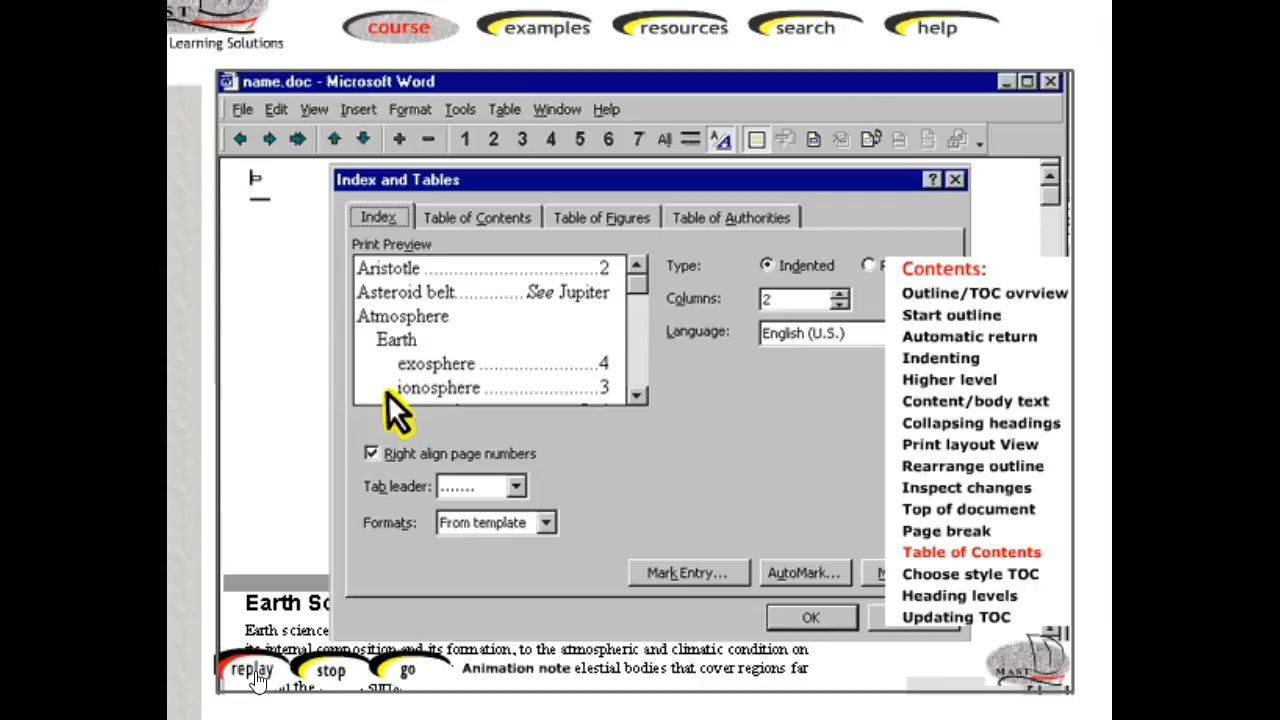 ST
Learning Solutions
course
examples
resources
search
help
name.doc - Microsoft Word
File Edit View Insert Format Tools Table Window Help
1 2 3 4 5 6 7 All
Index and Tables
Index Table of Contents Table of Figures Table of Authorities
Print Preview
Aristotle ..................................2
Asteroid belt.............See Jupiter
Atmosphere
Earth
exosphere .........................4
ionosphere ........................3
Type: Indented
Columns: 2
Language: English (U.S.)
Right align page numbers
Tab leader: .......
Formats: From template
Mark Entry... AutoMark...
OK
Contents:
Outline/TOC ovrview
Start outline
Automatic return
Indenting
Higher level
Content/body text
Collapsing headings
Print layout View
Rearrange outline
Inspect changes
Top of document
Page break
Table of Contents
Choose style TOC
Heading levels
Updating TOC
Earth Sc
Earth science
its internal composition and its formation, to the atmospheric and climatic condition on
elestial bodies that cover regions far
the
replay stop go Animation note
MAST